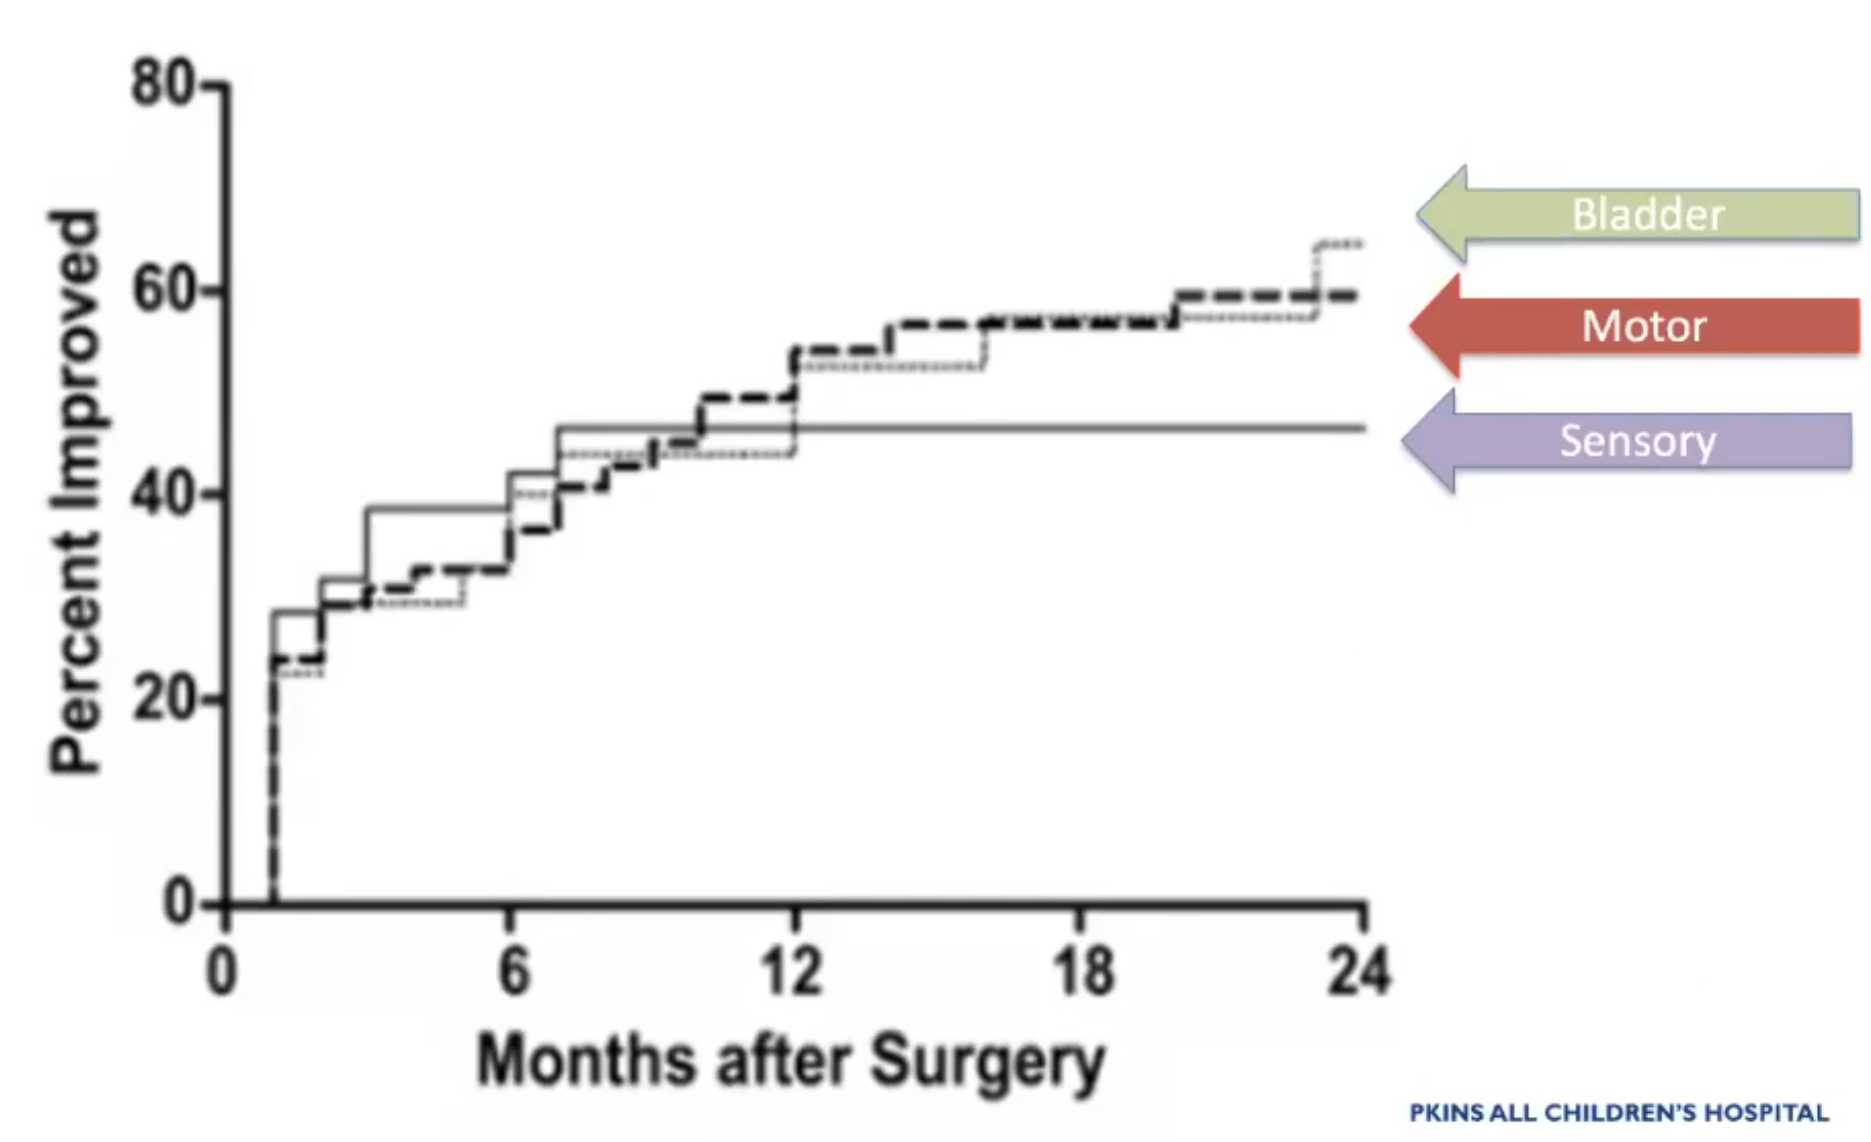 80
60
40
20
0
Percent Improved
0 6 12 18 24
Months after Surgery
Bladder
Motor
Sensory
PKINS ALL CHILDREN'S HOSPITAL